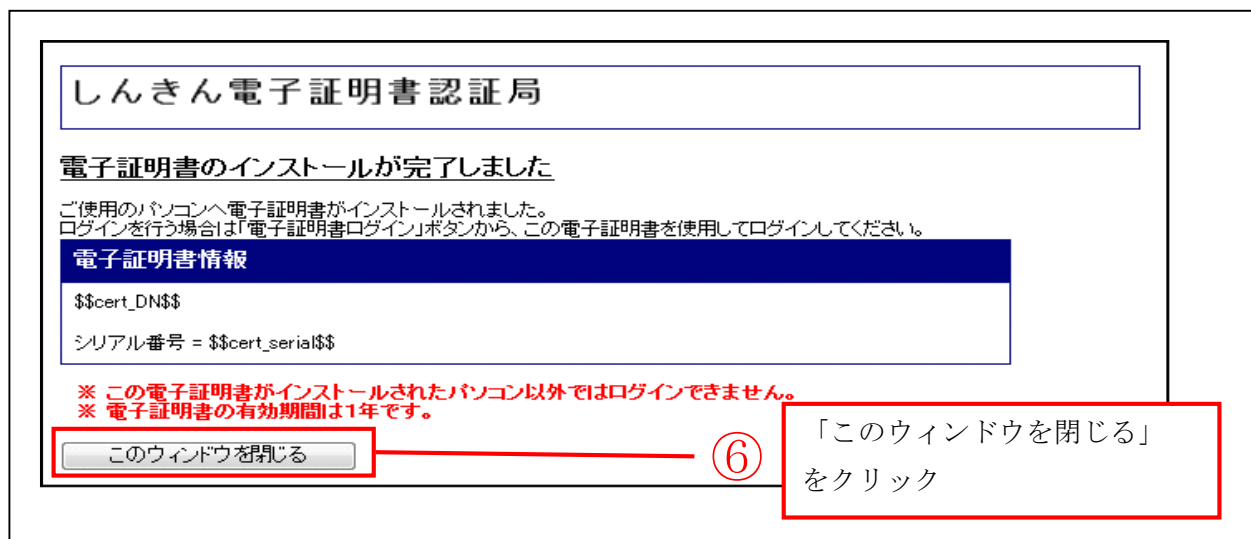 しんきん電子証明書認証局
電子証明書のインストールが完了しました
ご使用のパソコンへ電子証明書がインストールされました。
ログインを行う場合は「電子証明書ログイン」ボタンから、この電子証明書を使用してログインしてください。
電子証明書情報
$$cert_DN$$
シリアル番号 = $$cert_serial$$
※ この電子証明書がインストールされたパソコン以外ではログインできません。
※ 電子証明書の有効期間は1年です。
このウィンドウを閉じる
⑥
「このウィンドウを閉じる」
をクリック